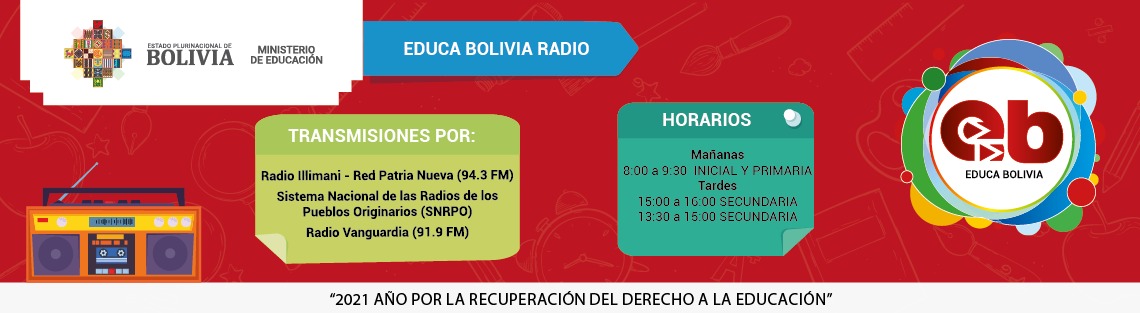 ESTADO PLURINACIONAL DE
BOLIVIA
MINISTERIO
DE EDUCACIÓN
EDUCA BOLIVIA RADIO
TRANSMISIONES POR:
Radio Illimani - Red Patria Nueva (94.3 FM)
Sistema Nacional de las Radios de los
Pueblos Originarios (SNRPO)
Radio Vanguardia (91.9 FM)
HORARIOS
Mañanas
8:00 a 9:30 INICIAL Y PRIMARIA
Tardes
15:00 a 16:00 SECUNDARIA
13:30 a 15:00 SECUNDARIA
eb
EDUCA BOLIVIA
“2021 AÑO POR LA RECUPERACIÓN DEL DERECHO A LA EDUCACIÓN”